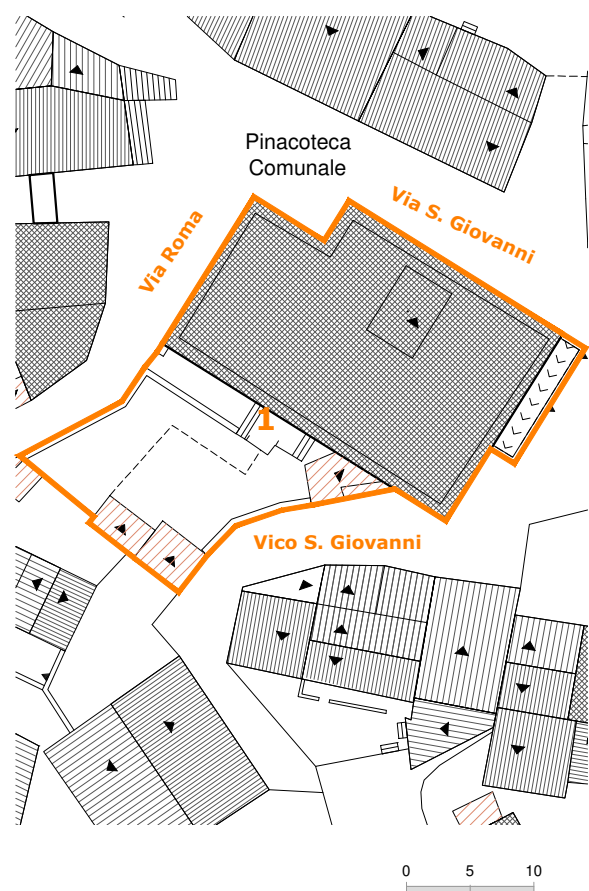 Pinacoteca
Comunale
Via S. Giovanni
Via Roma
1
Vico S. Giovanni
0 5 10